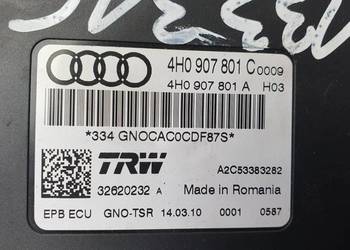 4H0 907 801 C 0009
4H0 907 801 A H03
*334 GNOCAC0CDF87S*
TRW
A2C53383282
32620232 A
Made in Romania
EPB ECU GNO-TSR 14.03.10 0001 0587